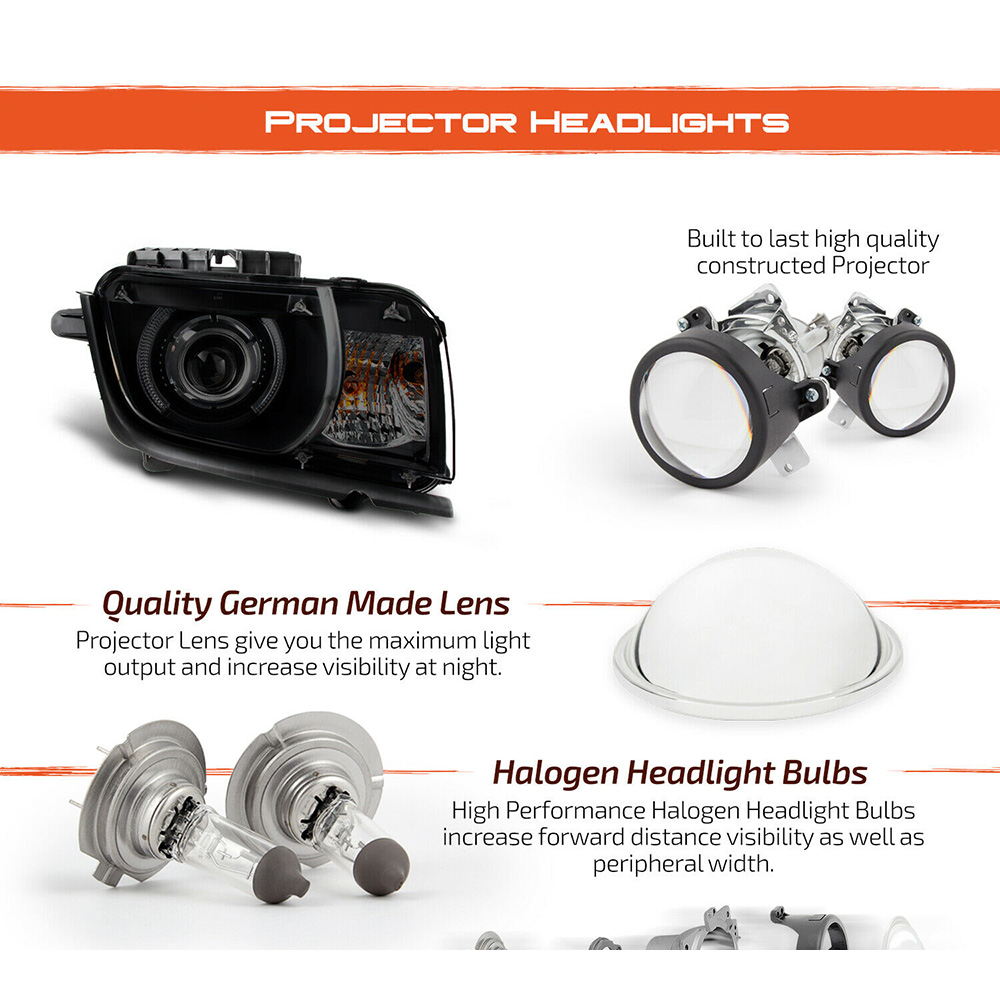 Projector Headlights
Built to last high quality
constructed Projector
Quality German Made Lens
Projector Lens give you the maximum light
output and increase visibility at night.
Halogen Headlight Bulbs
High Performance Halogen Headlight Bulbs
increase forward distance visibility as well as
peripheral width.